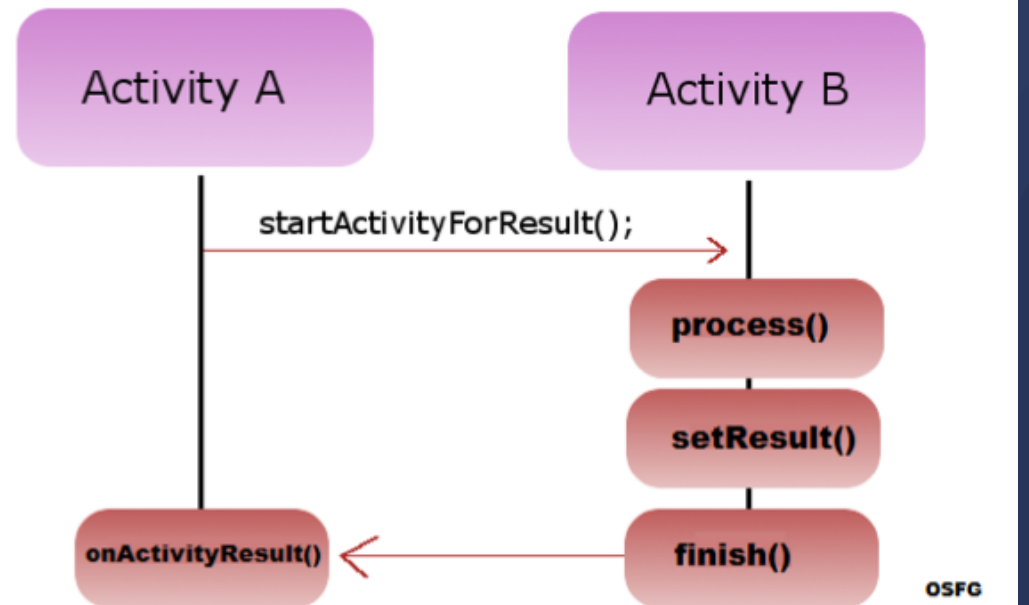 Activity A
Activity B
startActivityForResult();
process()
setResult()
onActivityResult()
finish()
OSFG